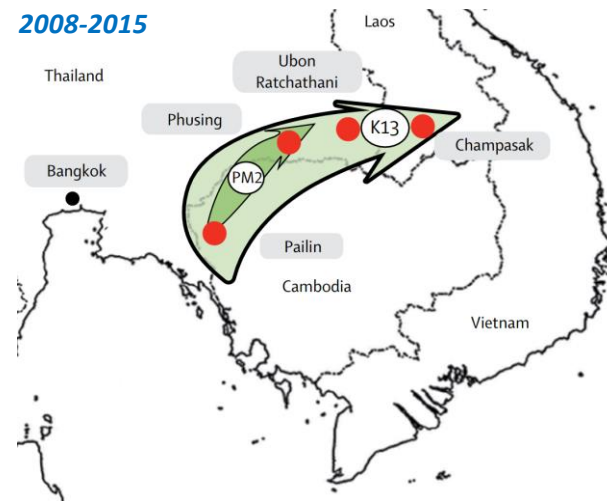 2008-2015
Laos
Thailand
Ubon
Ratchathani
Phusing
K13
Champasak
Bangkok
PM2
Pailin
Cambodia
Vietnam